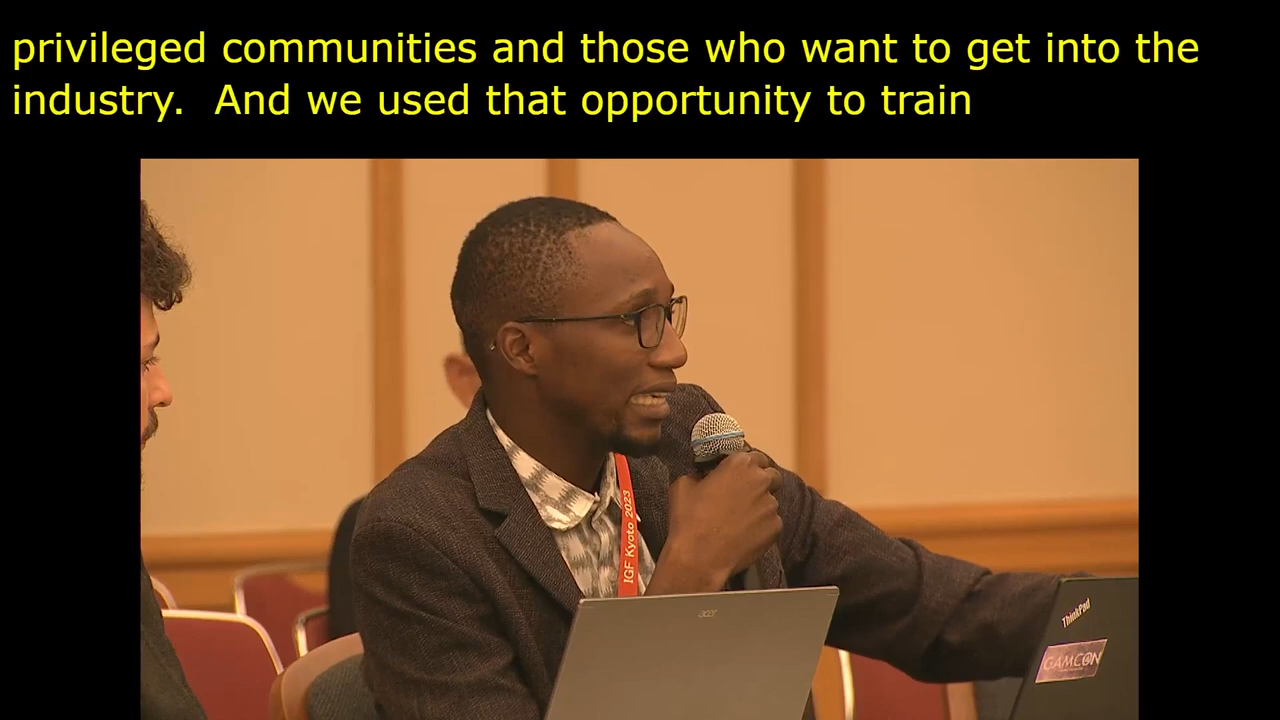 privileged communities and those who want to get into the
industry.  And we used that opportunity to train
IGF Kyoto 2023
acer
ThinkPad
GAMCON